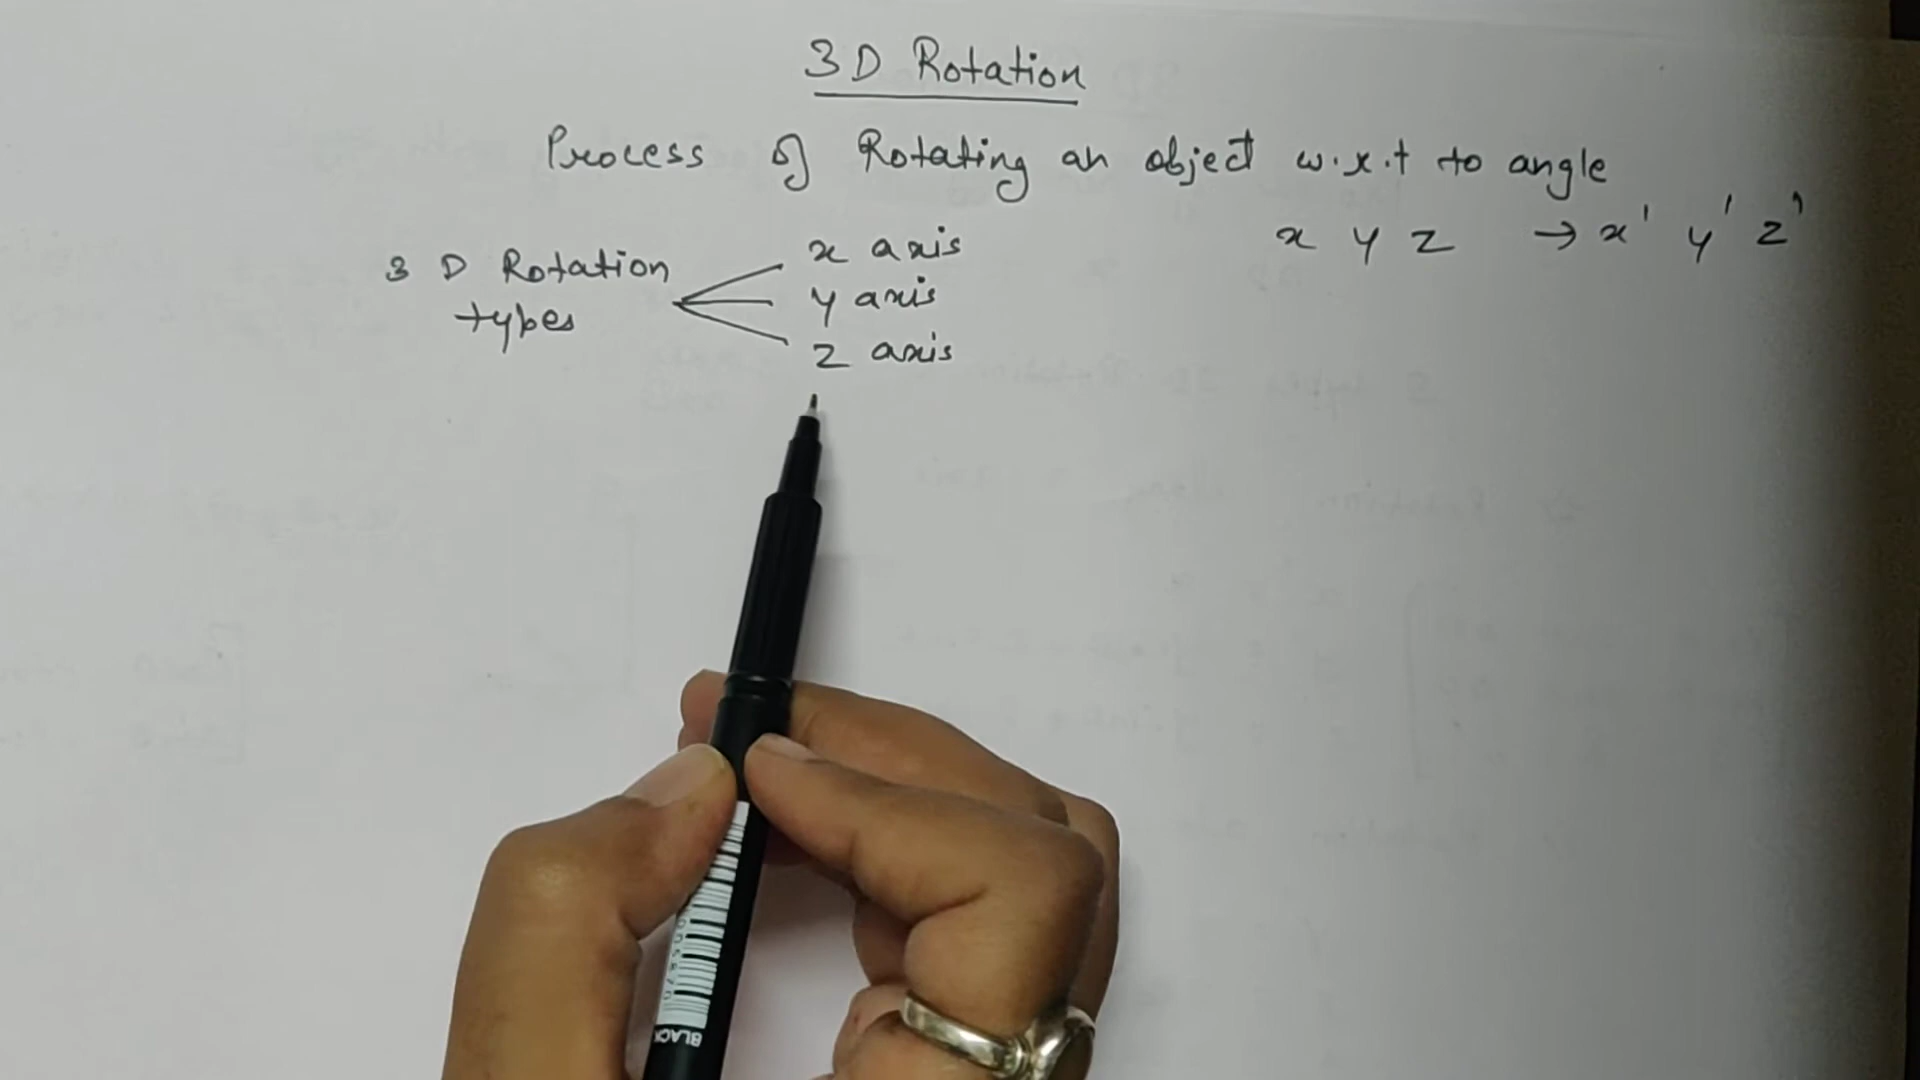 3D Rotation
Process of Rotating an object w.r.t to angle
x y z → x' y' z'
3 D Rotation types
x axis
y axis
z axis
BLACK